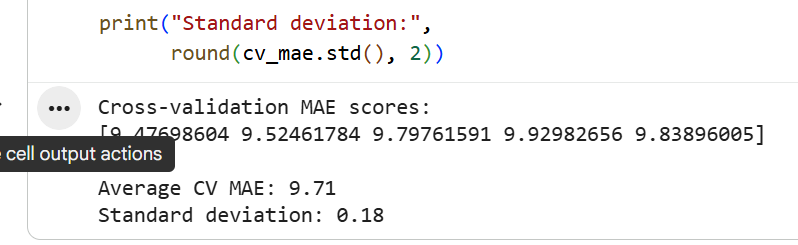 print("Standard deviation:",
round(cv_mae.std(), 2))
Cross-validation MAE scores:
[9.47698604 9.52461784 9.79761591 9.92982656 9.83896005]
cell output actions
Average CV MAE: 9.71
Standard deviation: 0.18